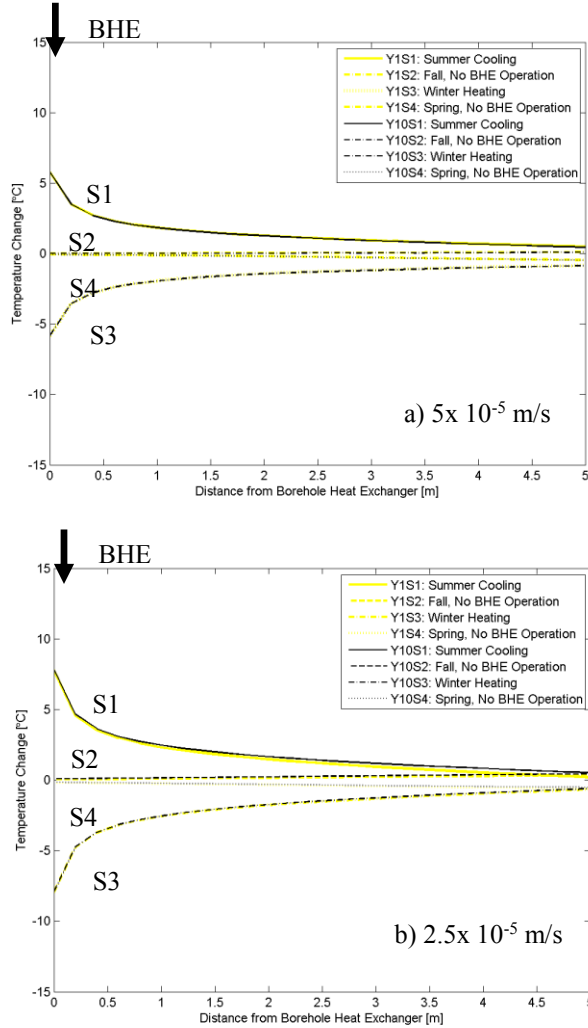 BHE
15
10
5
0
-5
-10
-15
Temperature Change [°C]
Y1S1: Summer Cooling
Y1S2: Fall, No BHE Operation
Y1S3: Winter Heating
Y1S4: Spring, No BHE Operation
Y10S1: Summer Cooling
Y10S2: Fall, No BHE Operation
Y10S3: Winter Heating
Y10S4: Spring, No BHE Operation
S1
S2
S4
S3
a) 5x 10⁻⁵ m/s
0 0.5 1 1.5 2 2.5 3 3.5 4 4.5 5
Distance from Borehole Heat Exchanger [m]
BHE
15
10
5
0
-5
-10
-15
Temperature Change [°C]
Y1S1: Summer Cooling
Y1S2: Fall, No BHE Operation
Y1S3: Winter Heating
Y1S4: Spring, No BHE Operation
Y10S1: Summer Cooling
Y10S2: Fall, No BHE Operation
Y10S3: Winter Heating
Y10S4: Spring, No BHE Operation
S1
S2
S4
S3
b) 2.5x 10⁻⁵ m/s
0 0.5 1 1.5 2 2.5 3 3.5 4 4.5 5
Distance from Borehole Heat Exchanger [m]